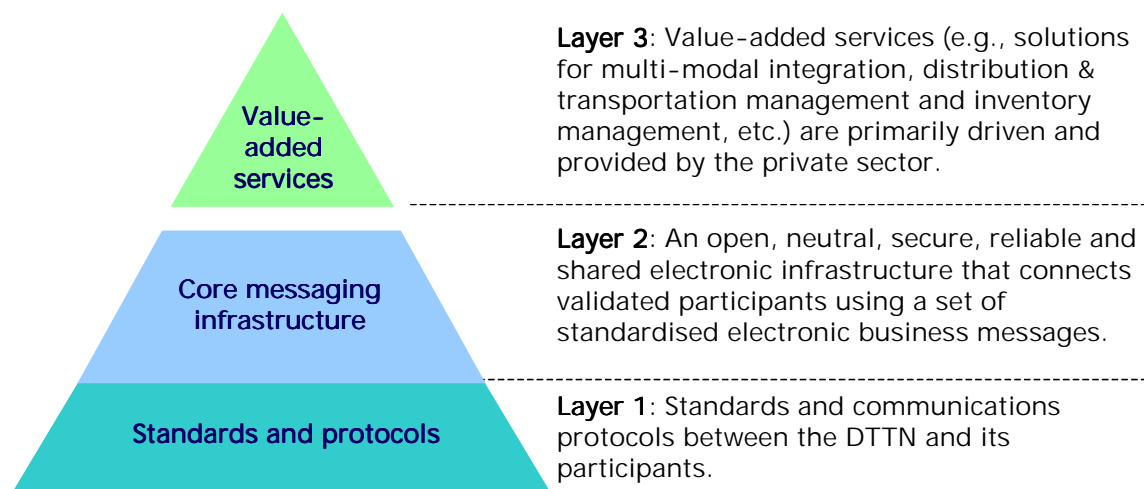 Value-
added
services
Layer 3: Value-added services (e.g., solutions
for multi-modal integration, distribution &
transportation management and inventory
management, etc.) are primarily driven and
provided by the private sector.
Core messaging
infrastructure
Layer 2: An open, neutral, secure, reliable and
shared electronic infrastructure that connects
validated participants using a set of
standardised electronic business messages.
Standards and protocols
Layer 1: Standards and communications
protocols between the DTTN and its
participants.